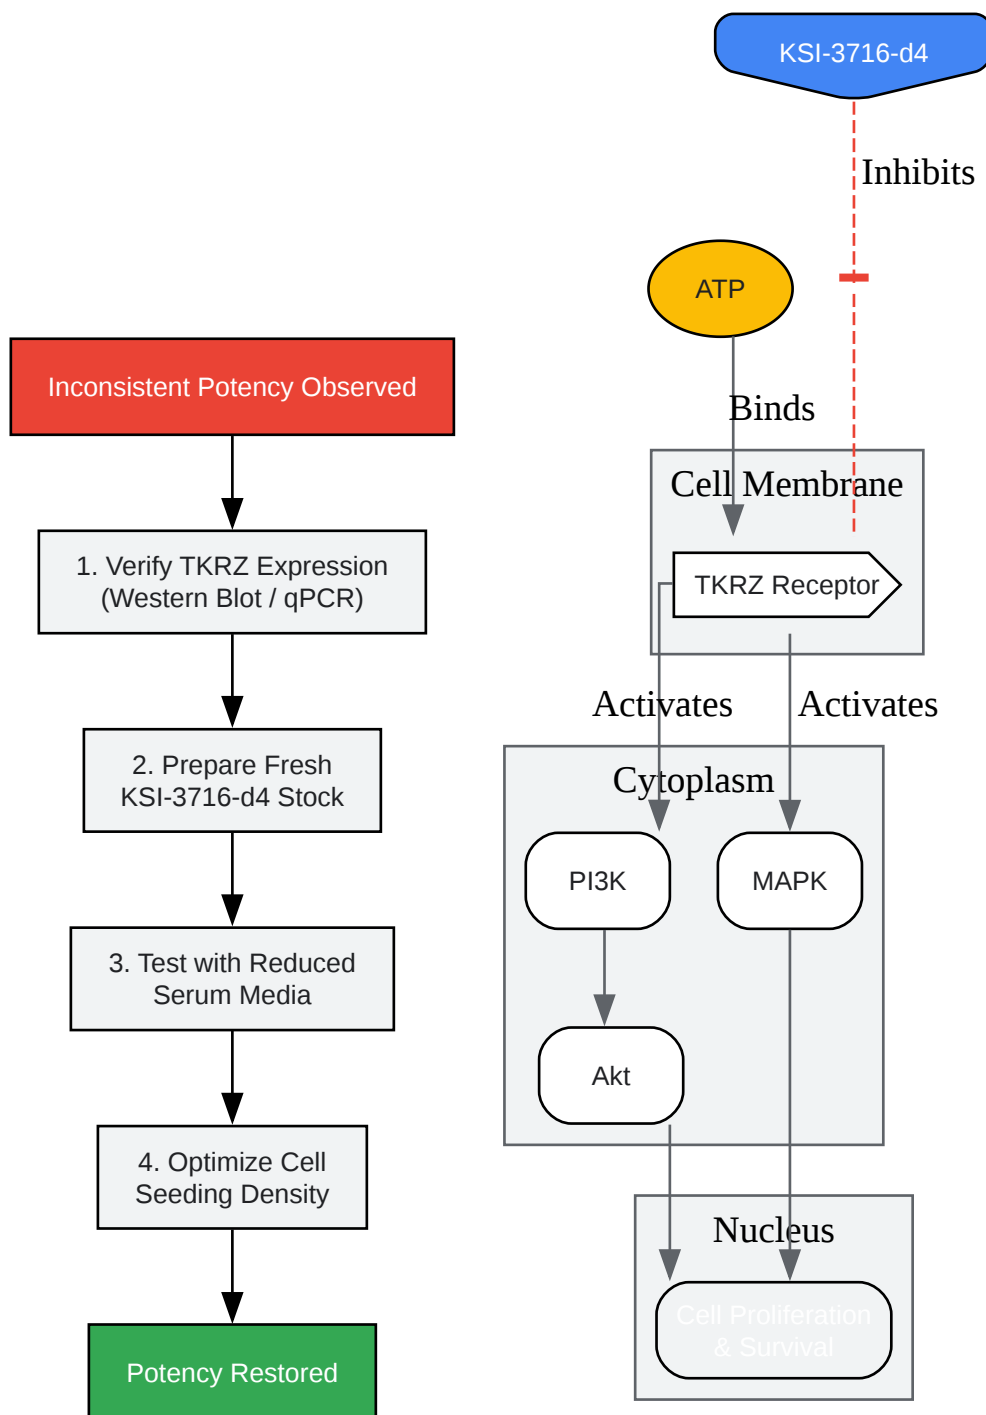 Inconsistent Potency Observed
1. Verify TKRZ Expression
(Western Blot / qPCR)
2. Prepare Fresh
KSI-3716-d4 Stock
3. Test with Reduced
Serum Media
4. Optimize Cell
Seeding Density
Potency Restored
KSI-3716-d4
Inhibits
ATP
Binds
Cell Membrane
TKRZ Receptor
Activates
Activates
Cytoplasm
PI3K
MAPK
Akt
Nucleus
Cell Proliferation
& Survival